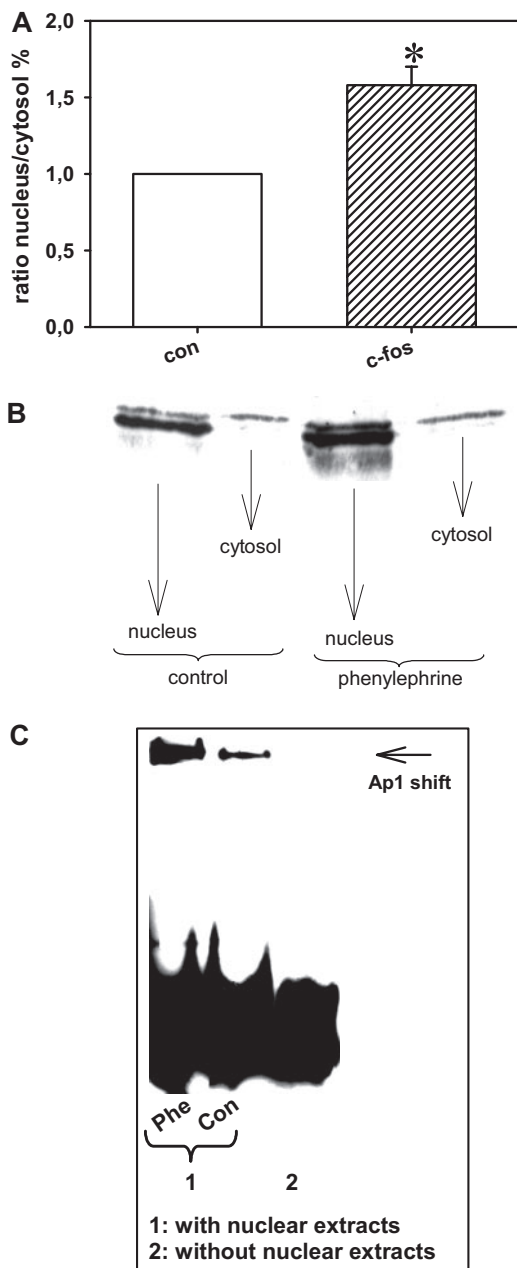 A
ratio nucleus/cytosol %
2,0
1,5
1,0
0,5
0,0
*
con
c-fos
B
cytosol
cytosol
nucleus
nucleus
control
phenylephrine
C
Ap1 shift
Phe
Con
1
2
1: with nuclear extracts
2: without nuclear extracts